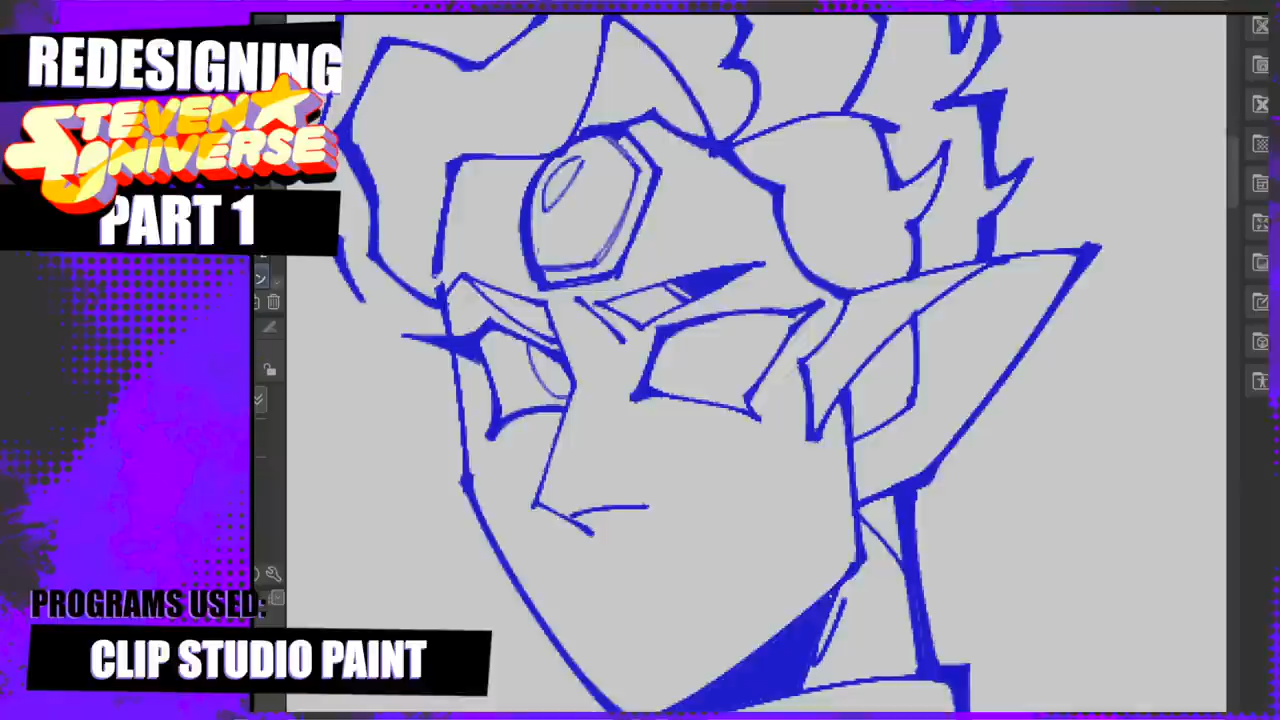 REDESIGNING
STEVEN
UNIVERSE
PART 1
PROGRAMS USED:
CLIP STUDIO PAINT